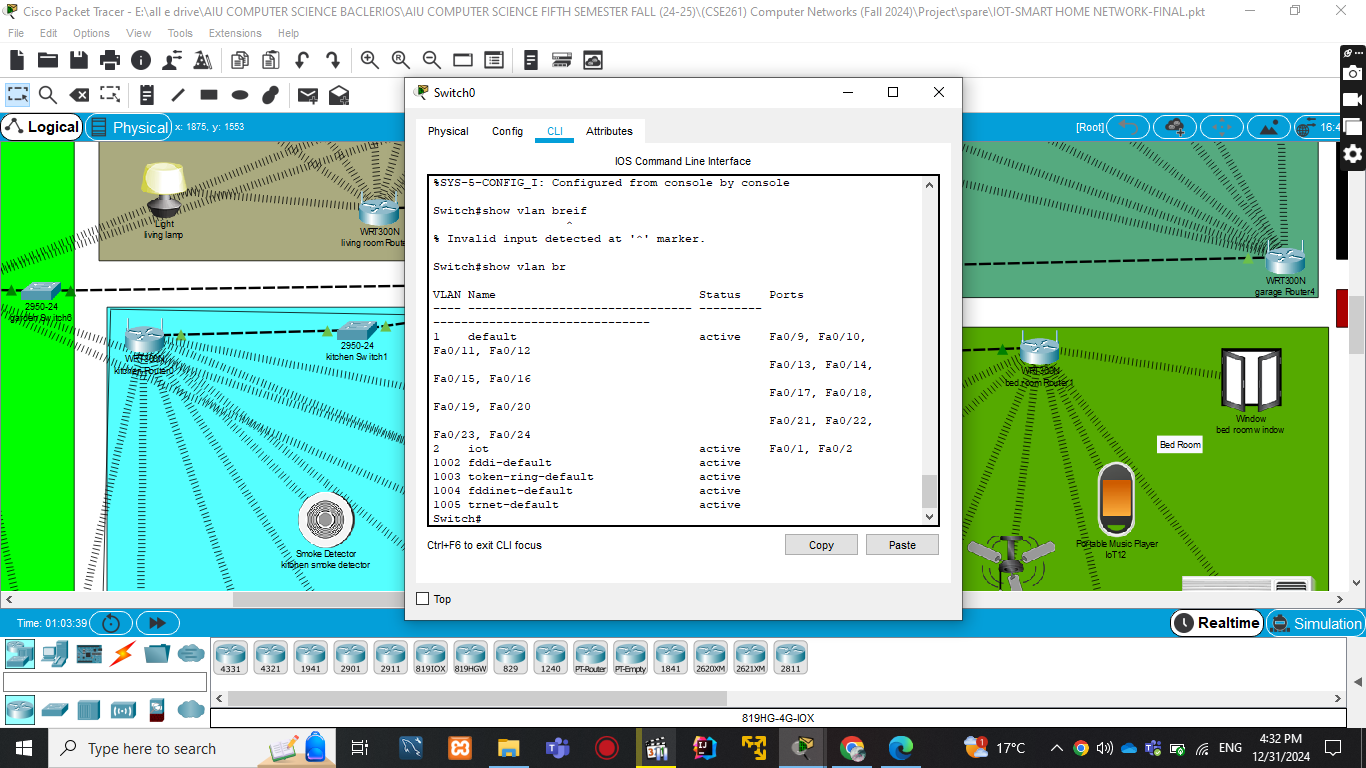 Cisco Packet Tracer - E:\all e drive\AIU COMPUTER SCIENCE BACLERIOS\AIU COMPUTER SCIENCE FIFTH SEMESTER FALL (24-25)\(CSE261) Computer Networks (Fall 2024)\Project\spare\IOT-SMART HOME NETWORK-FINAL.pkt
File Edit Options View Tools Extensions Help
Logical Physical x: 1875, y: 1553
[Root] 16:4
Switch0
Physical Config CLI Attributes
IOS Command Line Interface
%SYS-5-CONFIG_I: Configured from console by console
Switch#show vlan breif
^
% Invalid input detected at '^' marker.
Switch#show vlan br
VLAN Name Status Ports
---- -------------------------------- --------- -------------------------------
1 default active Fa0/9, Fa0/10,
Fa0/11, Fa0/12
Fa0/13, Fa0/14,
Fa0/15, Fa0/16
Fa0/17, Fa0/18,
Fa0/19, Fa0/20
Fa0/21, Fa0/22,
Fa0/23, Fa0/24
2 iot active Fa0/1, Fa0/2
1002 fddi-default active
1003 token-ring-default active
1004 fddinet-default active
1005 trnet-default active
Switch#
Ctrl+F6 to exit CLI focus
Copy Paste
Top
Light
living lamp
WRT300N
living room Route
2950-24
garden Switch6
WRT300N
kitchen Router0
2950-24
kitchen Switch1
Smoke Detector
kitchen smoke detector
WRT300N
garage Router4
WRT300N
bed room Router1
Window
bed room window
Bed Room
Portable Music Player
IoT12
Time: 01:03:39
Realtime Simulation
4331 4321 1941 2901 2911 819IOX 819HGW 829 1240 PT-Router PT-Empty 1841 2620XM 2621XM 2811
819HG-4G-IOX
Type here to search
1
17°C
ENG
4:32 PM
12/31/2024